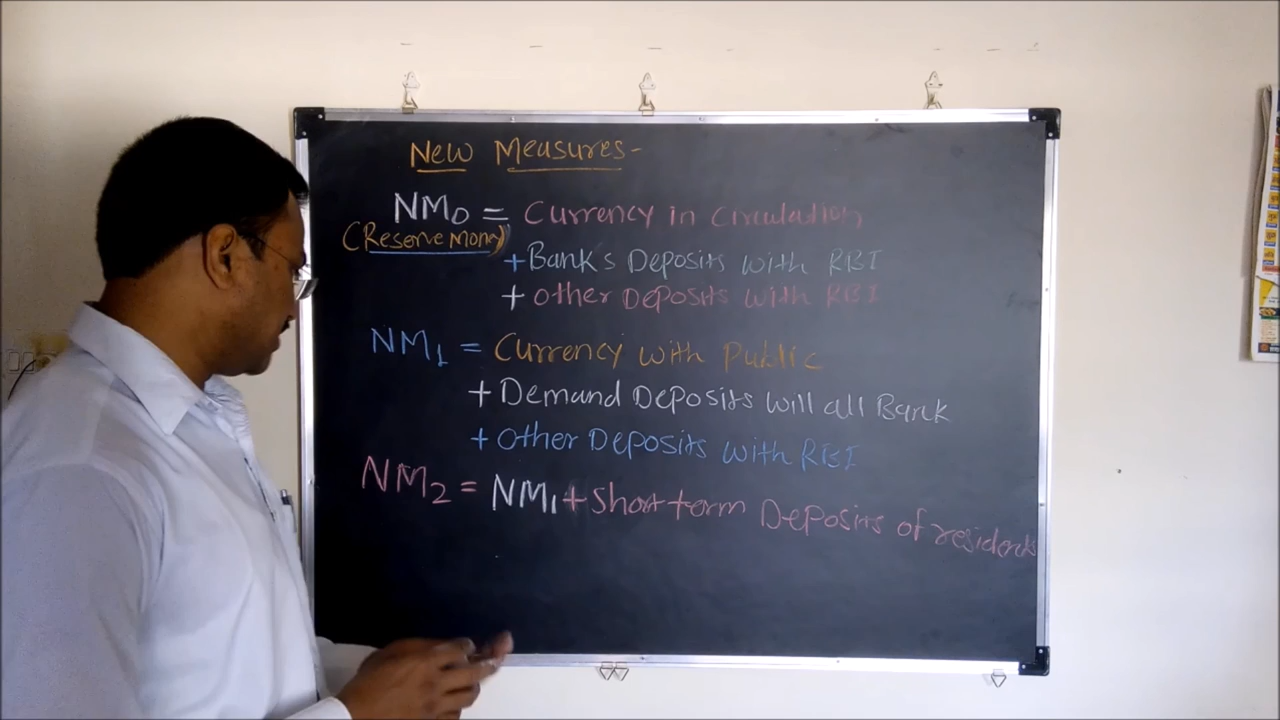 New Measures-
NM0 = Currency in Circulation
(Reserve Money)
+Bank's Deposits with RBI
+ other Deposits with RBI
NM1 = Currency with Public
+ Demand Deposits will all Bank
+ Other Deposits with RBI
NM2 = NM1 + Short term Deposits of residents